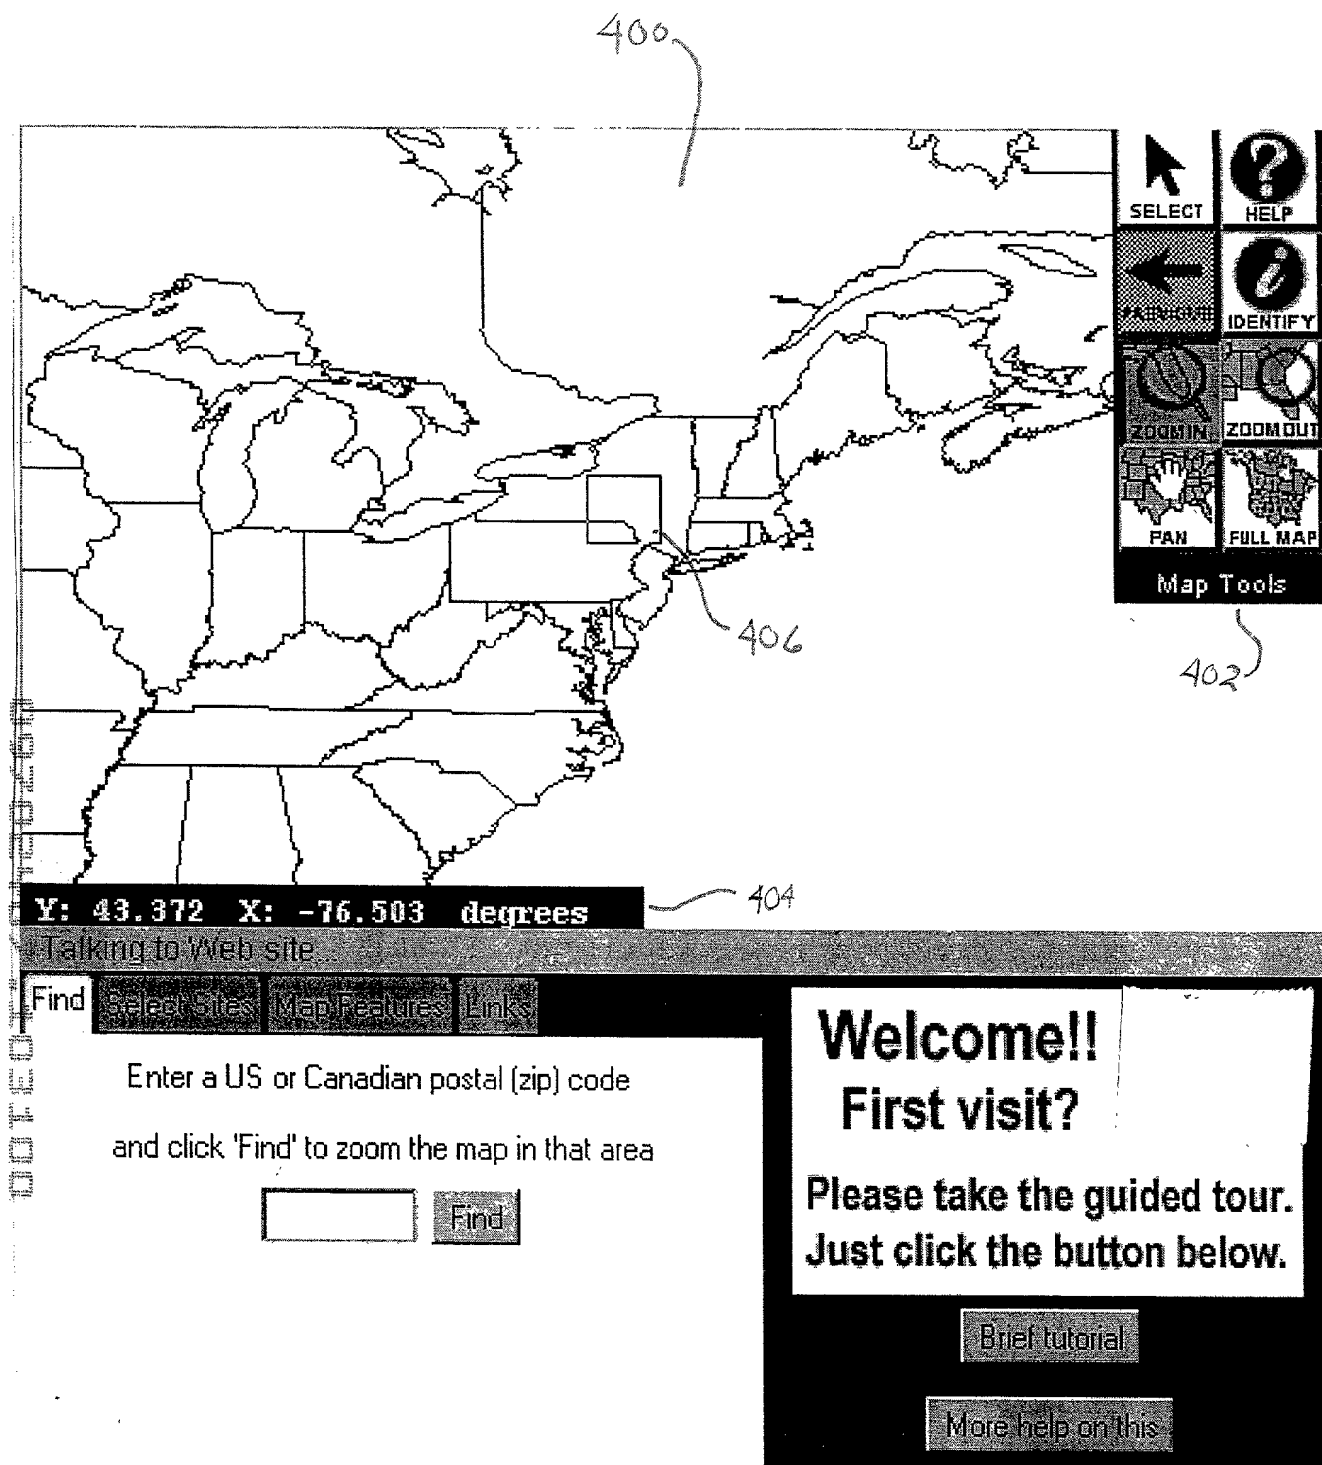 400
SELECT
HELP
PREVIOUS
IDENTIFY
ZOOM IN
ZOOM OUT
PAN
FULL MAP
Map Tools
406
402
Y: 43.372 X: -76.503 degrees
404
Talking to Web site...
Find
Select Sites
Map Features
Links
Enter a US or Canadian postal (zip) code
and click 'Find' to zoom the map in that area
Find
Welcome!!
First visit?
Please take the guided tour.
Just click the button below.
Brief tutorial
More help on this